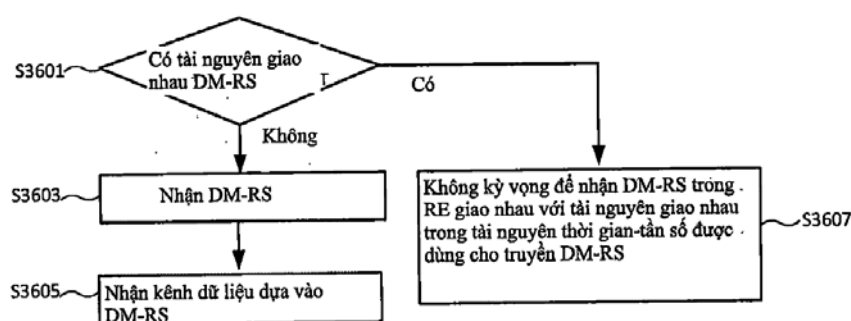 S3601
Có tài nguyên giao
nhau DM-RS
Có
Không
S3603
Nhận DM-RS
Không kỳ vọng để nhận DM-RS trong
RE giao nhau với tài nguyên giao nhau
trong tài nguyên thời gian-tần số được
dùng cho truyền DM-RS
S3607
S3605
Nhận kênh dữ liệu dựa vào
DM-RS